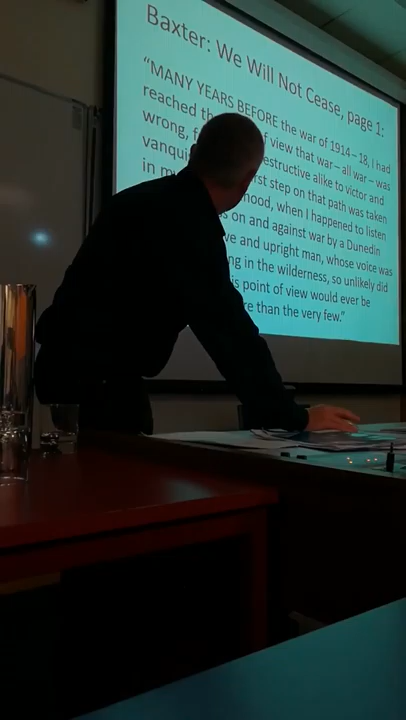 Baxter: We Will Not Cease, page 1:
“MANY YEARS BEFORE the war of 1914 – 18, I had
reached th of view that war – all war – was
wrong, f estructive alike to victor and
vanqui rst step on that path was taken
in m hood, when I happened to listen
on and against war by a Dunedin
ve and upright man, whose voice was
ng in the wilderness, so unlikely did
is point of view would ever be
re than the very few.”